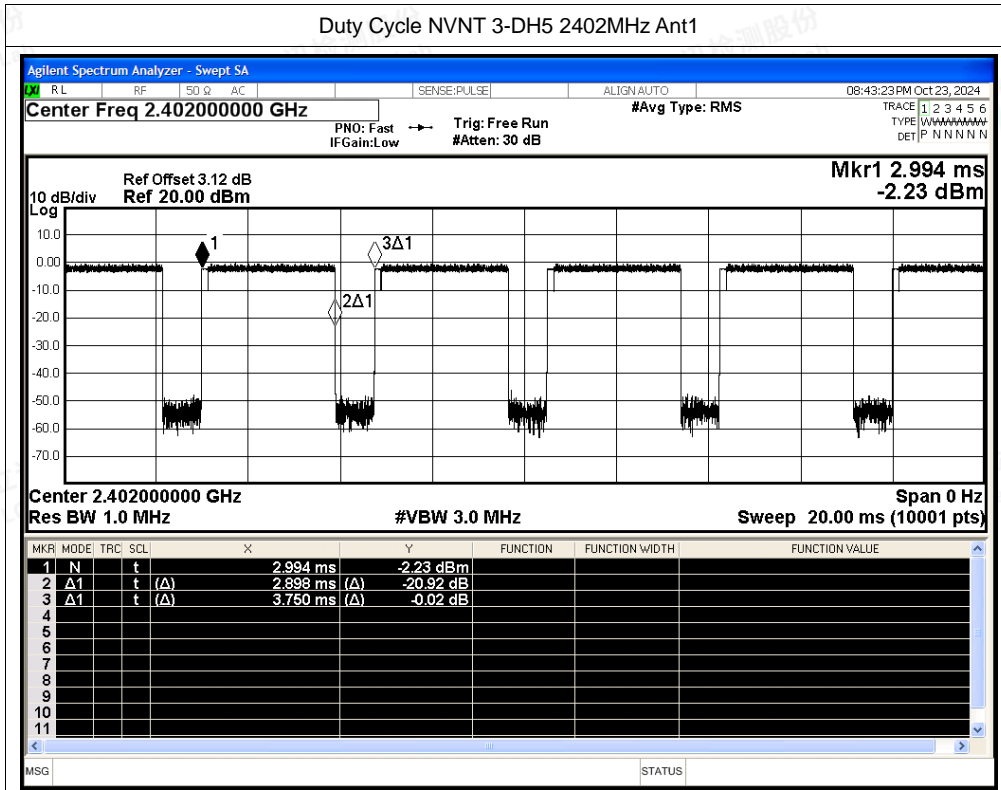 Duty Cycle NVNT 3-DH5 2402MHz Ant1
Agilent Spectrum Analyzer - Swept SA
LXI RL RF 50 Ω AC SENSE:PULSE ALIGN AUTO 08:43:23 PM Oct 23, 2024
Center Freq 2.402000000 GHz #Avg Type: RMS TRACE 1 2 3 4 5 6
PNO: Fast Trig: Free Run TYPE WWWWWW
IFGain:Low #Atten: 30 dB DET P N N N N N
Mkr1 2.994 ms
Ref Offset 3.12 dB
10 dB/div Ref 20.00 dBm -2.23 dBm
Log
10.0
1 3Δ1
0.00
-10.0
2Δ1
-20.0
-30.0
-40.0
-50.0
-60.0
-70.0
Center 2.402000000 GHz Span 0 Hz
Res BW 1.0 MHz #VBW 3.0 MHz Sweep 20.00 ms (10001 pts)
MKR MODE TRC SCL X Y FUNCTION FUNCTION WIDTH FUNCTION VALUE
1 N t 2.994 ms -2.23 dBm
2 Δ1 t (Δ) 2.898 ms (Δ) -20.92 dB
3 Δ1 t (Δ) 3.750 ms (Δ) -0.02 dB
4
5
6
7
8
9
10
11
MSG STATUS